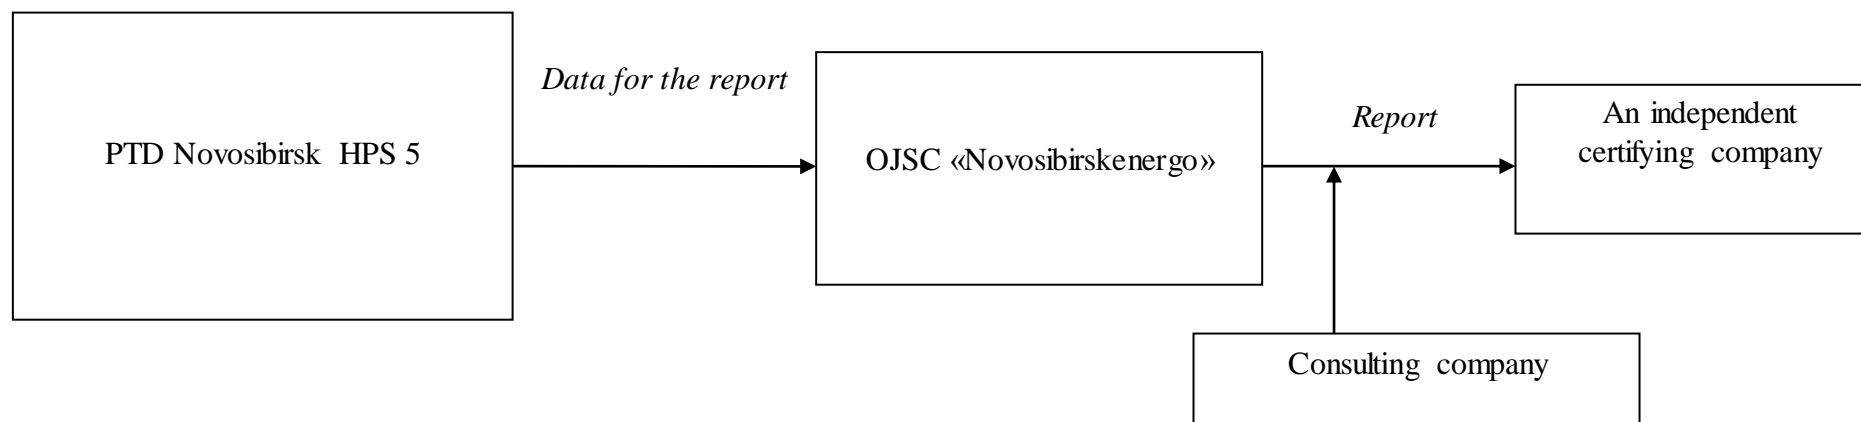 Data for the report
PTD Novosibirsk HPS 5
OJSC «Novosibirskenergo»
Report
An independent
certifying company
Consulting company